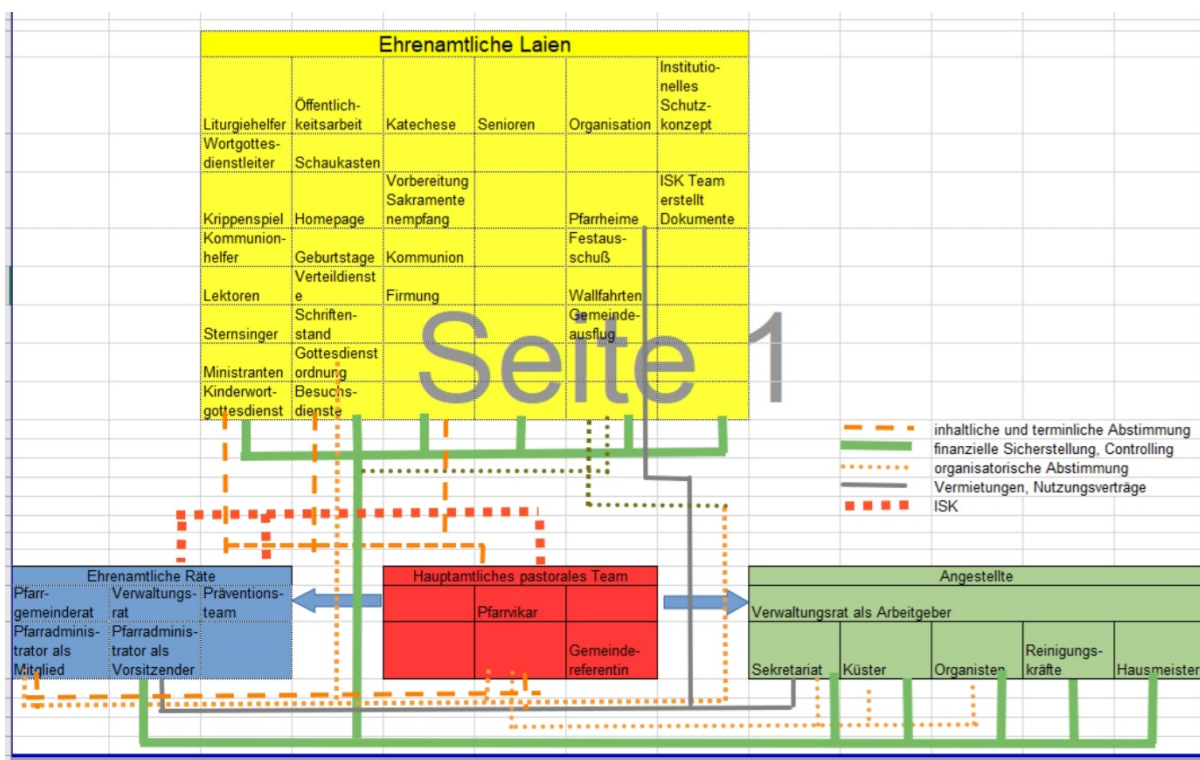 Ehrenamtliche Laien
Institutio-
nelles
Schutz-
konzept
Öffentlich-
keitsarbeit
Liturgiehelfer
Katechese
Senioren
Organisation
Wortgottes-
dienstleiter
Schaukasten
Krippenspiel
Homepage
Vorbereitung
Sakramente
nempfang
Pfarrheime
ISK Team
erstellt
Dokumente
Kommunion-
helfer
Geburtstage
Kommunion
Festaus-
schuß
Lektoren
Verteildienst
e
Firmung
Wallfahrten
Sternsinger
Schriften-
stand
Gemeinde-
ausflug
Ministranten
Gottesdienst
ordnung
Kinderwort-
gottesdienst
Besuchs-
dienste
Seite 1
inhaltliche und terminliche Abstimmung
finanzielle Sicherstellung, Controlling
organisatorische Abstimmung
Vermietungen, Nutzungsverträge
ISK
Ehrenamtliche Räte
Pfarr-
gemeinderat
Verwaltungs-
rat
Präventions-
team
Pfarradminis-
trator als
Mitglied
Pfarradminis-
trator als
Vorsitzender
Hauptamtliches pastorales Team
Pfarrvikar
Gemeinde-
referentin
Angestellte
Verwaltungsrat als Arbeitgeber
Sekretariat
Küster
Organisten
Reinigungs-
kräfte
Hausmeister